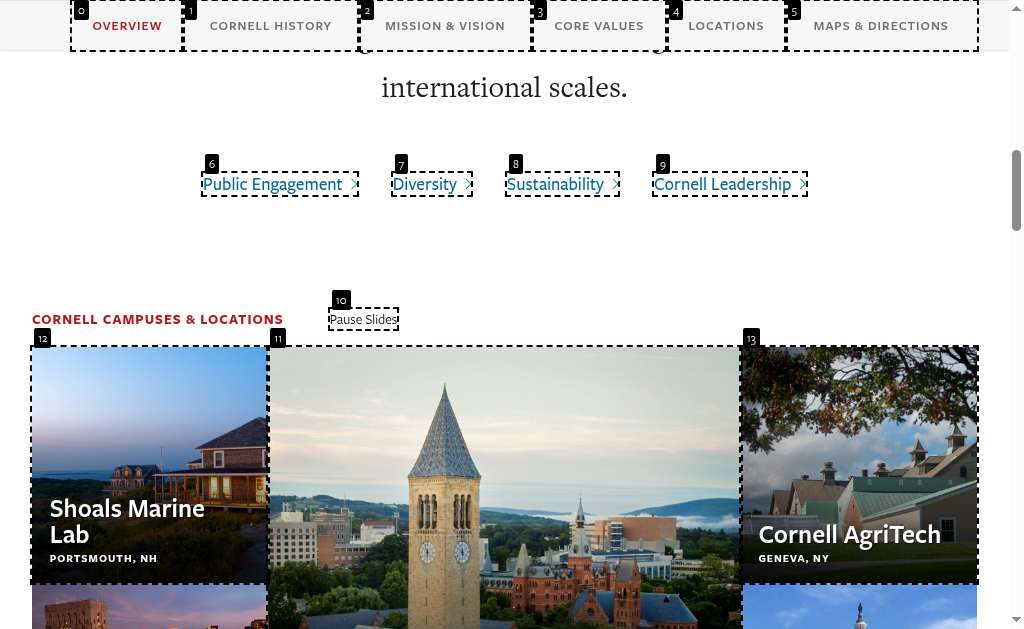 0 1 2 3 4 5
OVERVIEW CORNELL HISTORY MISSION & VISION CORE VALUES LOCATIONS MAPS & DIRECTIONS
international scales.
6 7 8 9
Public Engagement Diversity Sustainability Cornell Leadership
10
CORNELL CAMPUSES & LOCATIONS Pause Slides
12 11 13
Shoals Marine
Lab
PORTSMOUTH, NH
Cornell AgriTech
GENEVA, NY